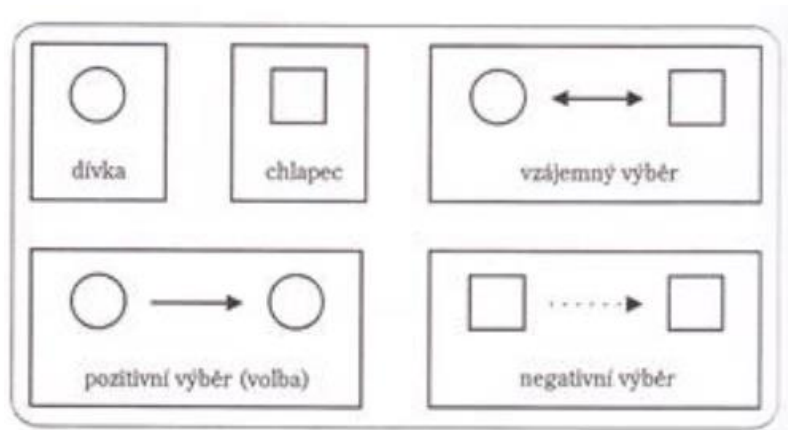 dívka
chlapec
vzájemný výběr
pozitivní výběr (volba)
negativní výběr